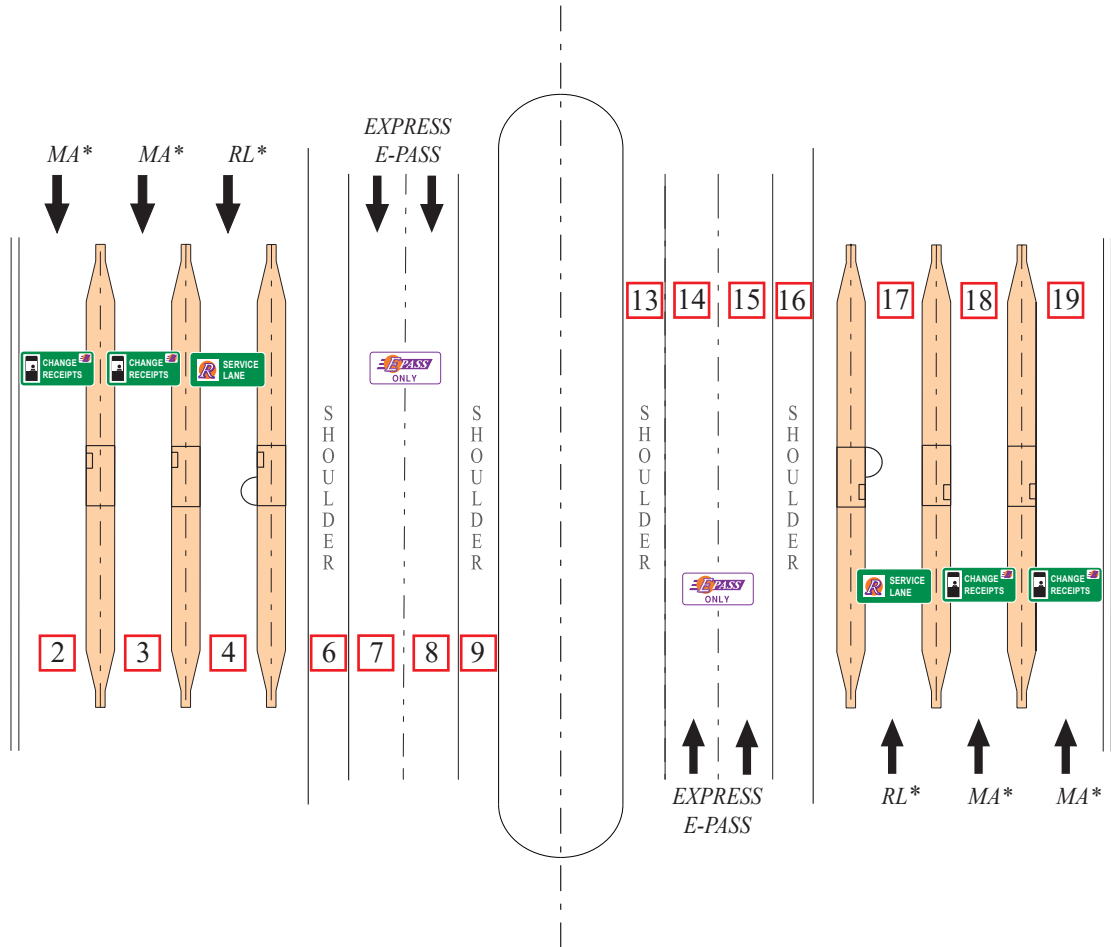 EXPRESS
E-PASS
MA*
MA*
RL*
13
14
15
16
17
18
19
CHANGE
RECEIPTS
CHANGE
RECEIPTS
R
SERVICE
LANE
E PASS
ONLY
SHOULDER
SHOULDER
SHOULDER
SHOULDER
E PASS
ONLY
R
SERVICE
LANE
CHANGE
RECEIPTS
CHANGE
RECEIPTS
2
3
4
6
7
8
9
EXPRESS
E-PASS
RL*
MA*
MA*